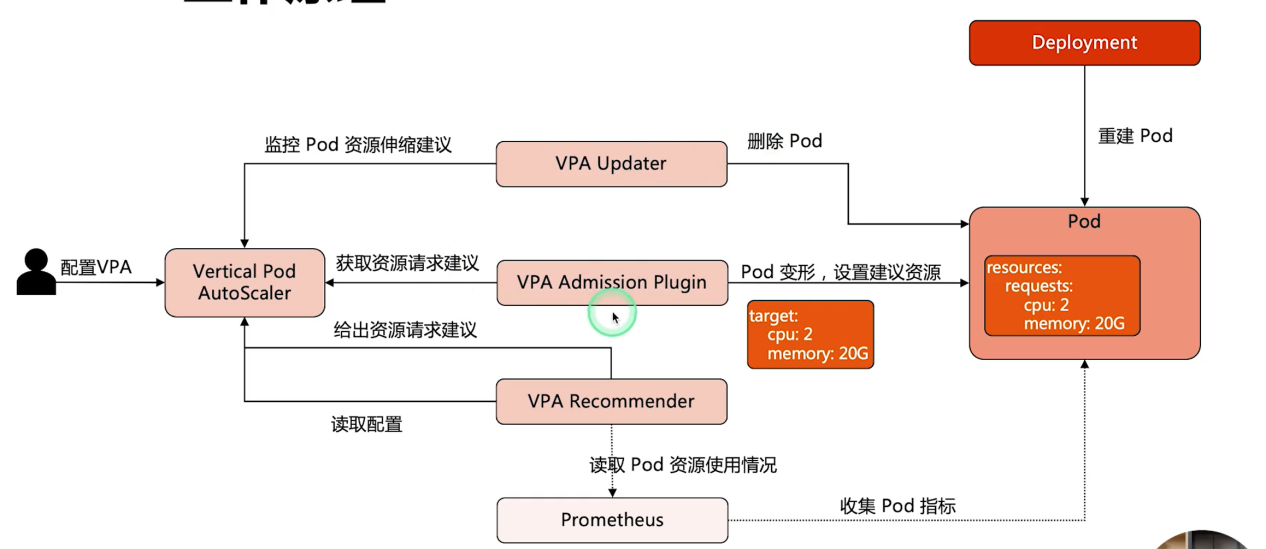 Deployment
重建 Pod
监控 Pod 资源伸缩建议
VPA Updater
删除 Pod
Pod
配置VPA
Vertical Pod
AutoScaler
获取资源请求建议
VPA Admission Plugin
Pod 变形，设置建议资源
resources:
requests:
cpu: 2
memory: 20G
target:
cpu: 2
memory: 20G
给出资源请求建议
VPA Recommender
读取配置
读取 Pod 资源使用情况
Prometheus
收集 Pod 指标